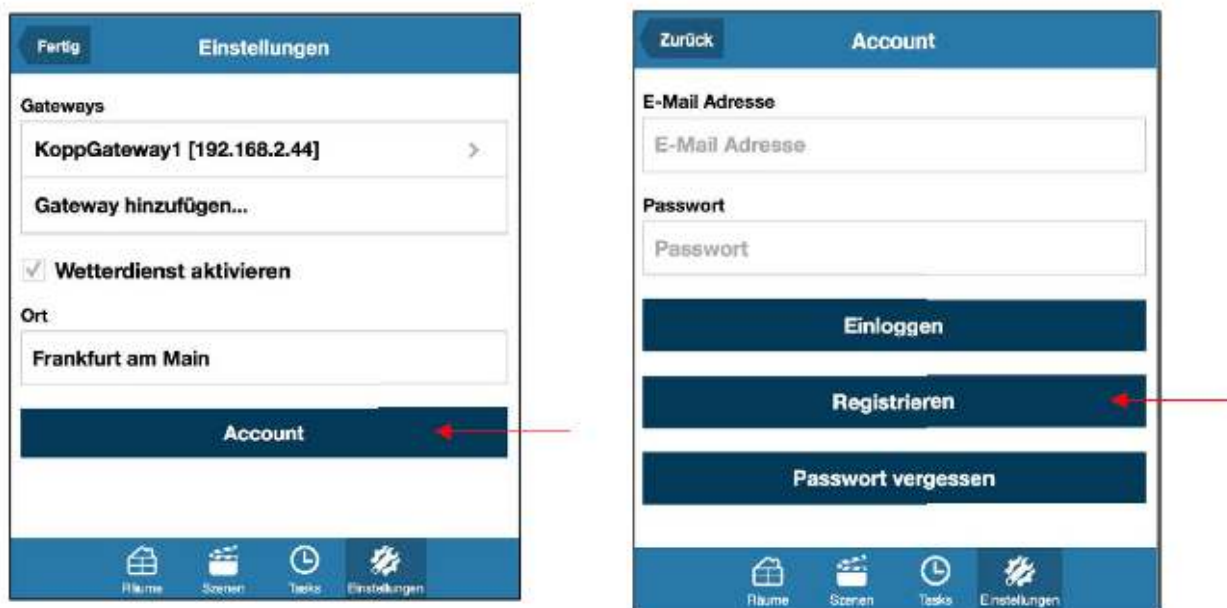 Fertig
Einstellungen
Gateways
KoppGateway1 [192.168.2.44]
Gateway hinzufügen...
Wetterdienst aktivieren
Ort
Frankfurt am Main
Account
Räume Szenen Tasks Einstellungen
Zurück
Account
E-Mail Adresse
E-Mail Adresse
Passwort
Passwort
Einloggen
Registrieren
Passwort vergessen
Räume Szenen Tasks Einstellungen